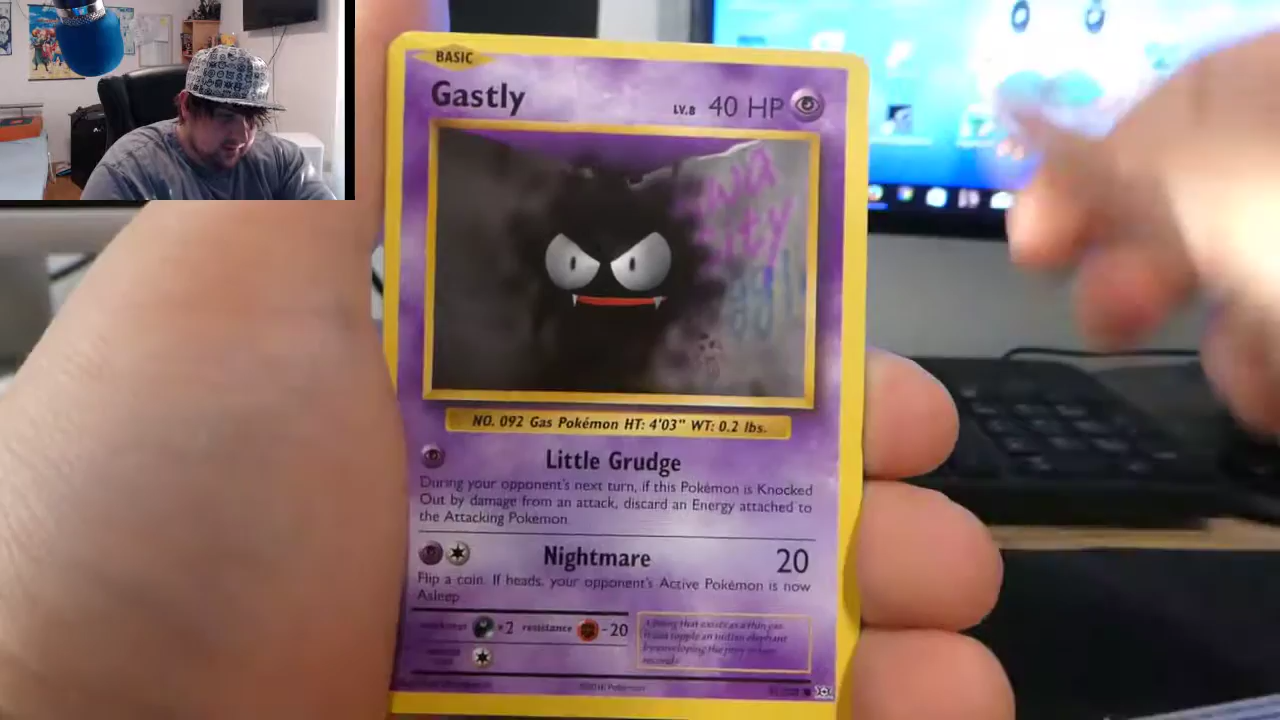 BASIC
Gastly
LV.8 40 HP
NO. 092 Gas Pokémon HT: 4'03" WT: 0.2 lbs.
Little Grudge
During your opponent's next turn, if this Pokémon is Knocked
Out by damage from an attack, discard an Energy attached to
the Attacking Pokémon.
Nightmare 20
Flip a coin. If heads, your opponent's Active Pokémon is now
Asleep.
weakness ×2 resistance -20